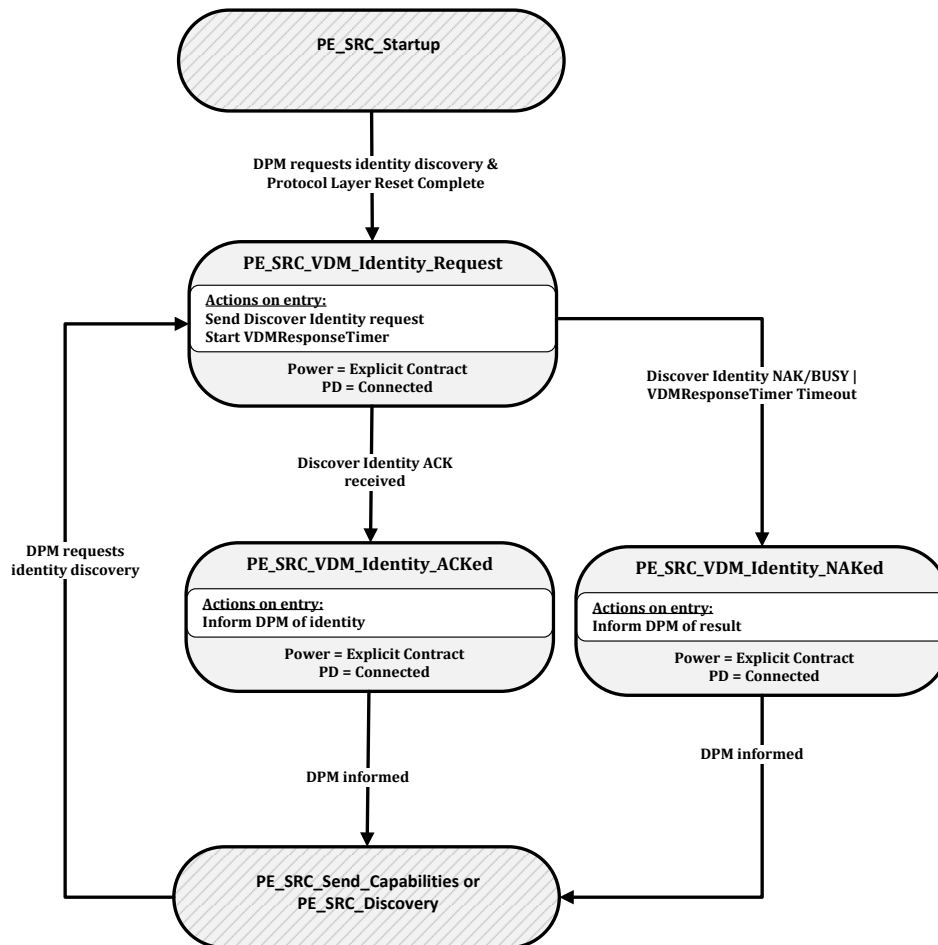 PE_SRC_Startup
DPM requests identity discovery &
Protocol Layer Reset Complete
PE_SRC_VDM_Identity_Request
Actions on entry:
Send Discover Identity request
Start VDMResponseTimer
Power = Explicit Contract
PD = Connected
Discover Identity NAK/BUSY |
VDMResponseTimer Timeout
Discover Identity ACK
received
DPM requests
identity discovery
PE_SRC_VDM_Identity_ACKed
Actions on entry:
Inform DPM of identity
Power = Explicit Contract
PD = Connected
PE_SRC_VDM_Identity_NAKed
Actions on entry:
Inform DPM of result
Power = Explicit Contract
PD = Connected
DPM informed
DPM informed
PE_SRC_Send_Capabilities or
PE_SRC_Discovery